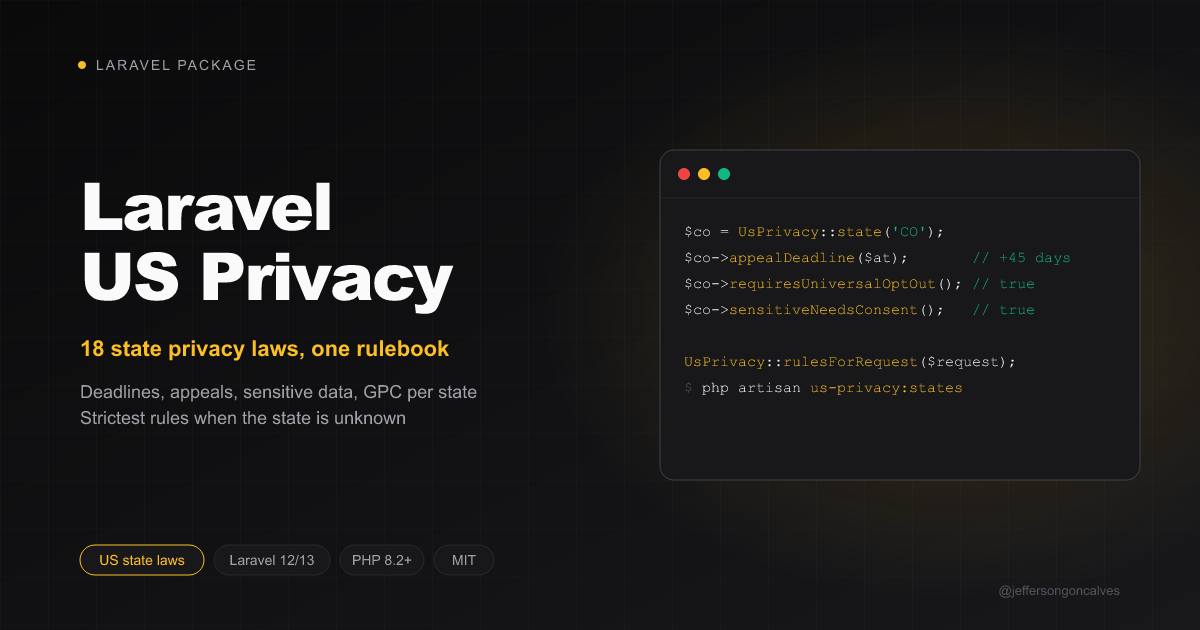 LARAVEL PACKAGE
Laravel
US Privacy
18 state privacy laws, one rulebook
Deadlines, appeals, sensitive data, GPC per state
Strictest rules when the state is unknown
US state laws
Laravel 12/13
PHP 8.2+
MIT
$co = UsPrivacy::state('CO');
$co->appealDeadline($at); // +45 days
$co->requiresUniversalOptOut(); // true
$co->sensitiveNeedsConsent(); // true
UsPrivacy::rulesForRequest($request);
$ php artisan us-privacy:states
@jeffersongoncalves